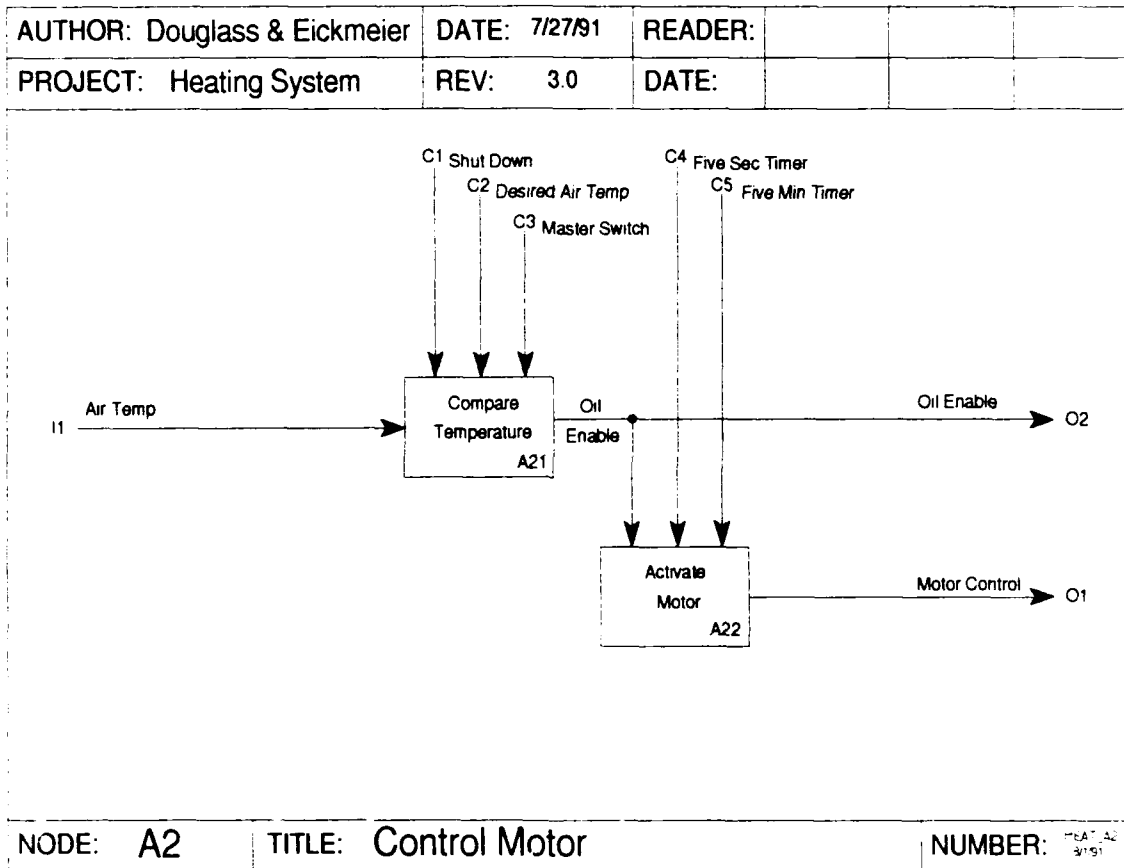 AUTHOR: Douglass & Eickmeier DATE: 7/27/91 READER:
PROJECT: Heating System REV: 3.0 DATE:
C1 Shut Down
C2 Desired Air Temp
C3 Master Switch
C4 Five Sec Timer
C5 Five Min Timer
I1 Air Temp
Compare
Temperature
A21
Oil
Enable
Oil Enable
O2
Activate
Motor
A22
Motor Control
O1
NODE: A2 TITLE: Control Motor NUMBER: